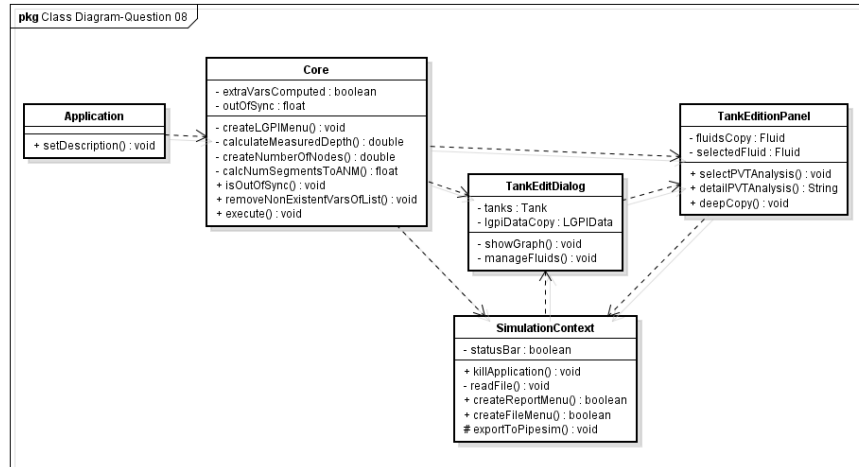 pkg Class Diagram-Question 08
Core
- extraVarsComputed : boolean
- outOfSync : float
- createLGPIMenu() : void
- calculateMeasuredDepth() : double
- createNumberOfNodes() : double
- calcNumSegmentsToANM() : float
+ isOutOfSync() : void
+ removeNonExistentVarsOfList() : void
+ execute() : void
Application
+ setDescription() : void
TankEditionPanel
- fluidsCopy : Fluid
- selectedFluid : Fluid
+ selectPVTAnalysis() : void
+ detailPVTAnalysis() : String
+ deepCopy() : void
TankEditDialog
- tanks : Tank
- lgpiDataCopy : LGPIData
- showGraph() : void
- manageFluids() : void
SimulationContext
- statusBar : boolean
+ killApplication() : void
- readFile() : void
+ createReportMenu() : boolean
+ createFileMenu() : boolean
# exportToPipesim() : void